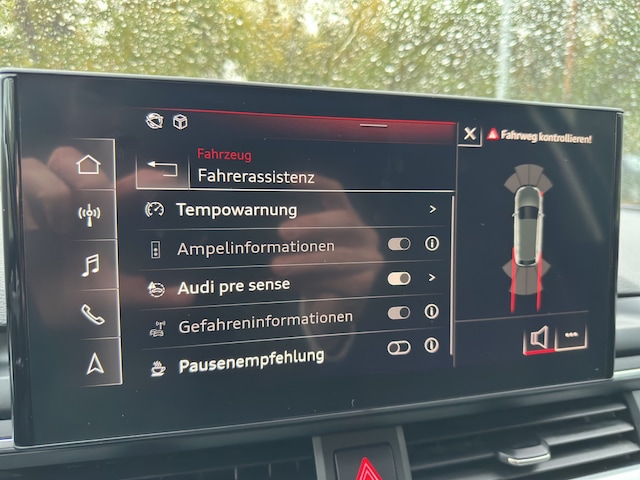 Fahrweg kontrollieren!
Fahrzeug
Fahrerassistenz
Tempowarnung
Ampelinformationen
Audi pre sense
Gefahreninformationen
Pausenempfehlung